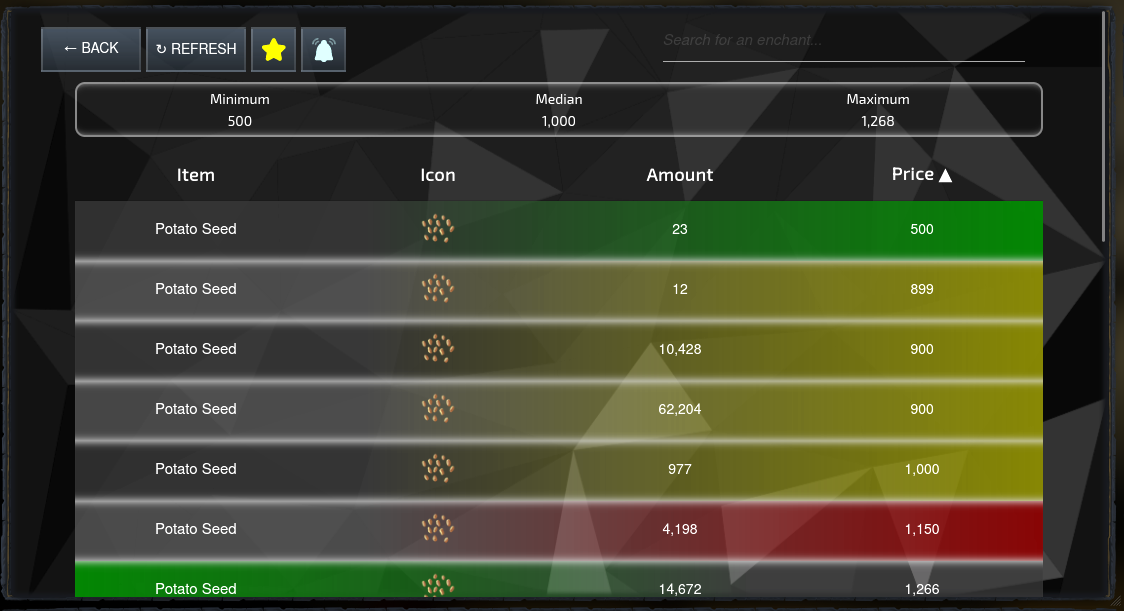 ← BACK ↻ REFRESH Search for an enchant...
Minimum Median Maximum
500 1,000 1,268
Item Icon Amount Price ▲
Potato Seed 23 500
Potato Seed 12 899
Potato Seed 10,428 900
Potato Seed 62,204 900
Potato Seed 977 1,000
Potato Seed 4,198 1,150
Potato Seed 14,672 1,266